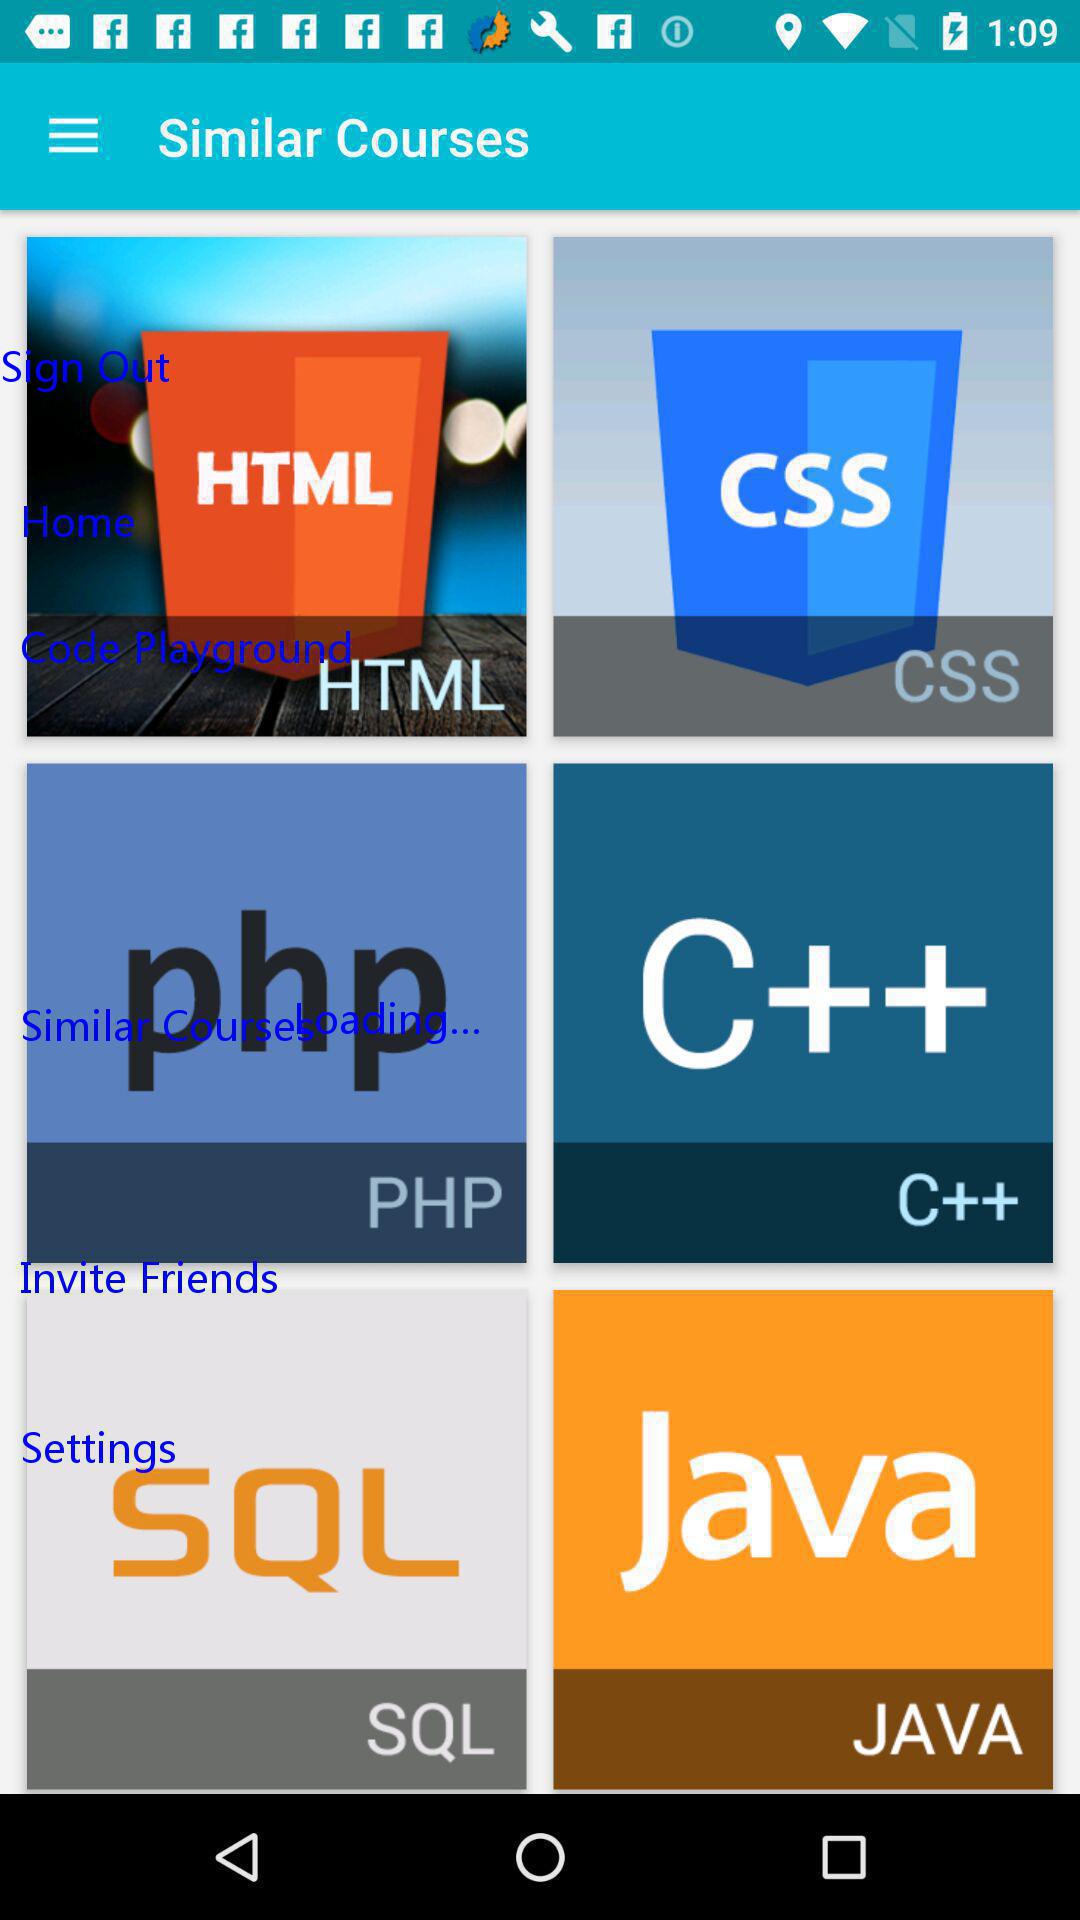 1:09
Similar Courses
Sign Out
HTML
CSS
Home
Code Playground
HTML
CSS
php
C++
Similar Courses
Loading...
PHP
C++
Invite Friends
Settings
SQL
Java
SQL
JAVA